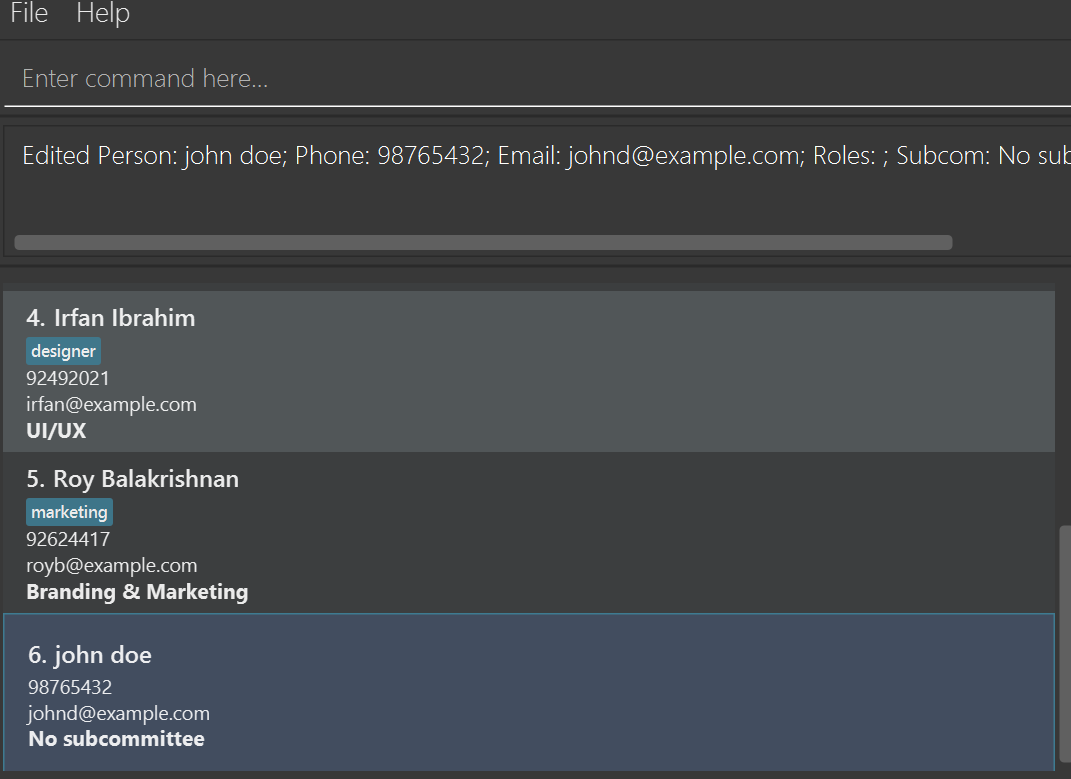 File Help
Enter command here...
Edited Person: john doe; Phone: 98765432; Email: johnd@example.com; Roles: ; Subcom: No sub
4. Irfan Ibrahim
designer
92492021
irfan@example.com
UI/UX
5. Roy Balakrishnan
marketing
92624417
royb@example.com
Branding & Marketing
6. john doe
98765432
johnd@example.com
No subcommittee